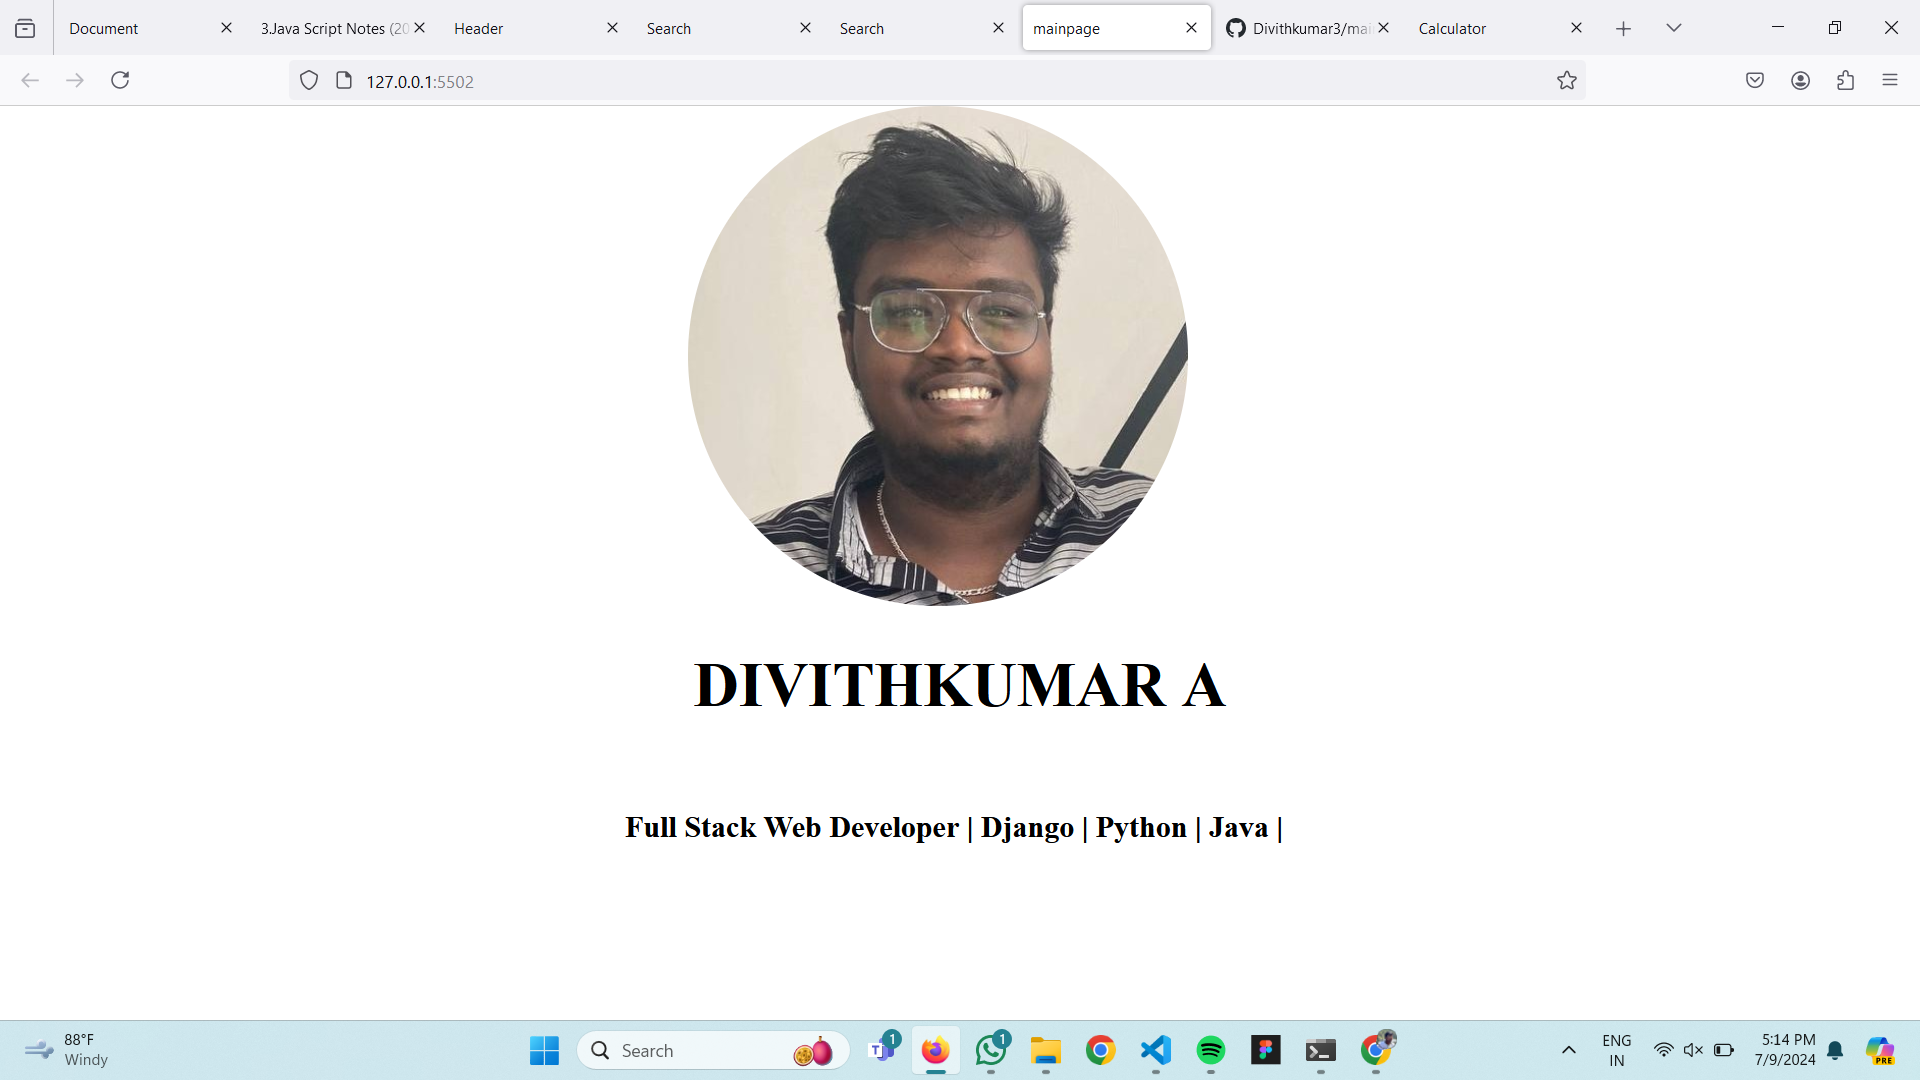 Document
3.Java Script Notes (20
Header
Search
Search
mainpage
Divithkumar3/mai
Calculator
127.0.0.1:5502
DIVITHKUMAR A
Full Stack Web Developer | Django | Python | Java |
88°F
Windy
Search
1
1
PRE
ENG
IN
5:14 PM
7/9/2024